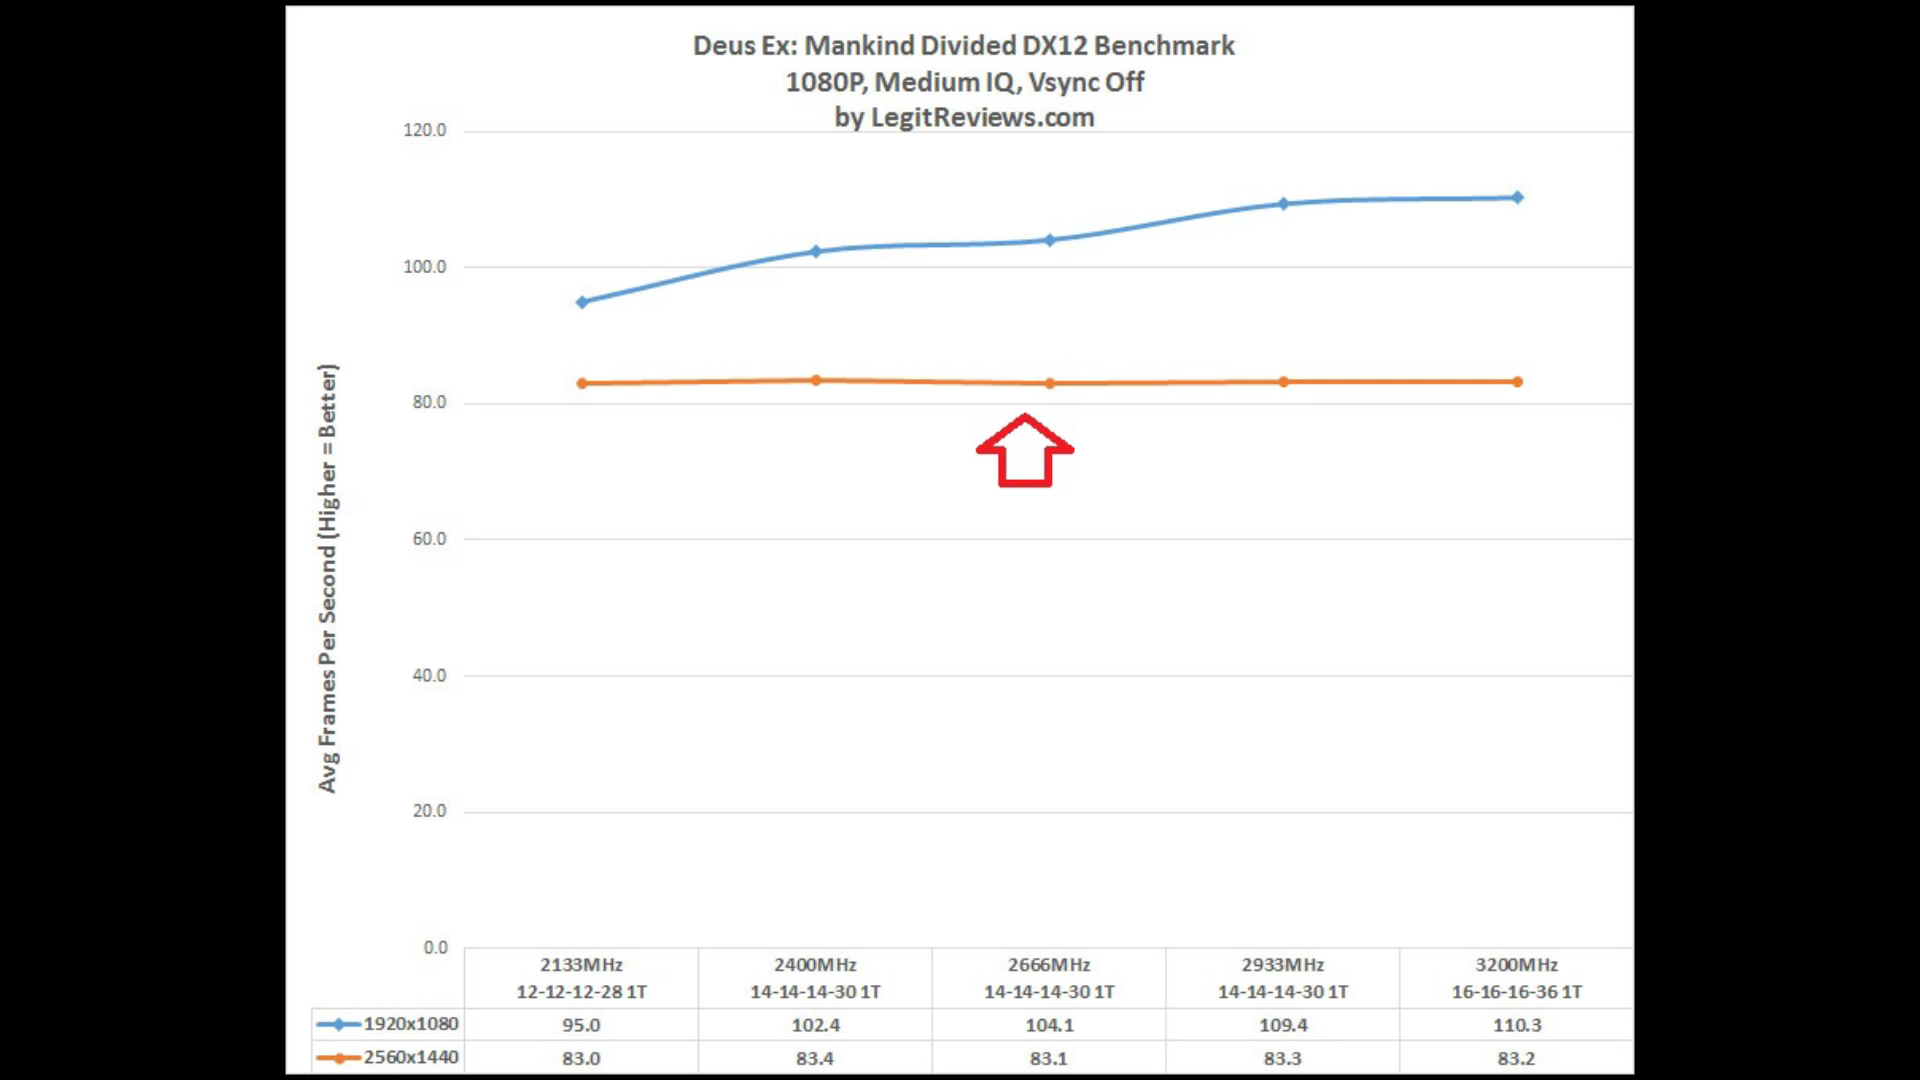 Deus Ex: Mankind Divided DX12 Benchmark
1080P, Medium IQ, Vsync Off
by LegitReviews.com
120.0
100.0
80.0
60.0
40.0
20.0
0.0
Avg Frames Per Second (Higher = Better)
2133MHz 2400MHz 2666MHz 2933MHz 3200MHz
12-12-12-28 1T 14-14-14-30 1T 14-14-14-30 1T 14-14-14-30 1T 16-16-16-36 1T
1920x1080 95.0 102.4 104.1 109.4 110.3
2560x1440 83.0 83.4 83.1 83.3 83.2